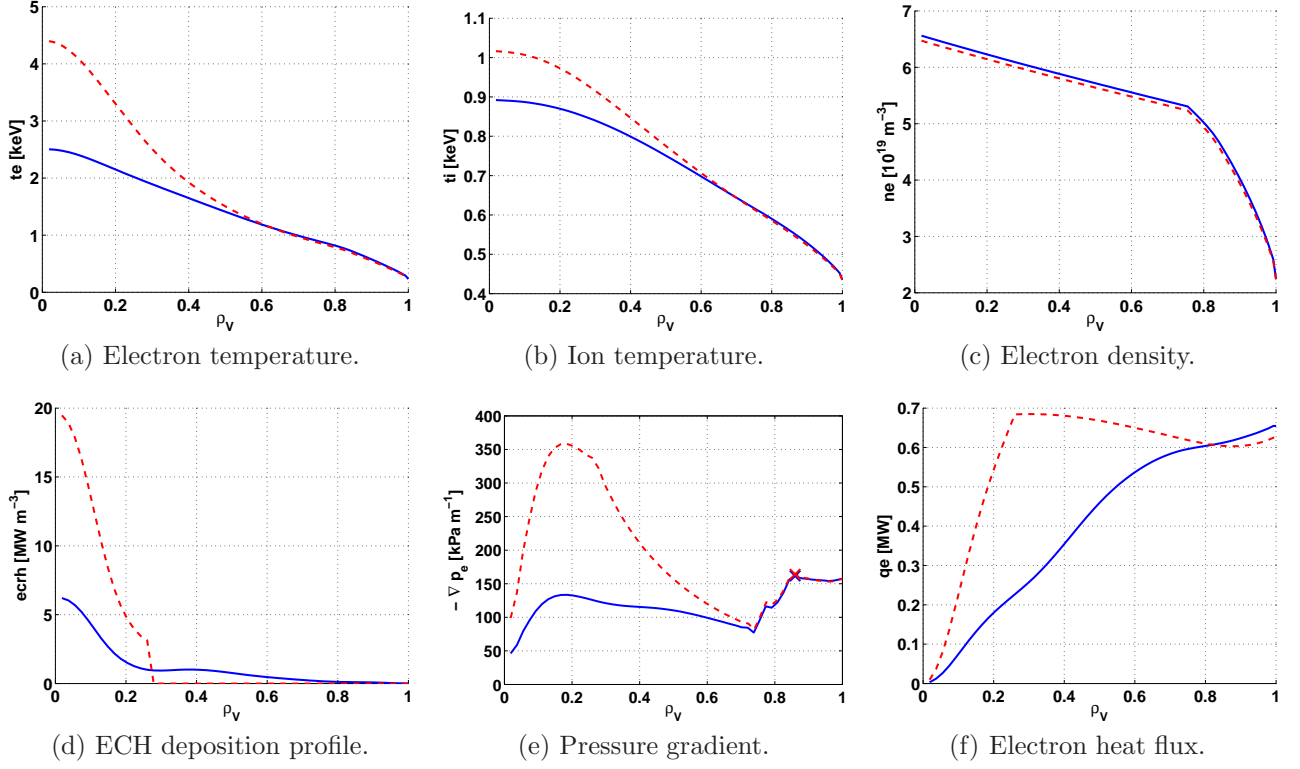 5
4
3
2
1
0
te [keV]
0 0.2 0.4 0.6 0.8 1
ρV
(a) Electron temperature.
1.1
1
0.9
0.8
0.7
0.6
0.5
0.4
ti [keV]
0 0.2 0.4 0.6 0.8 1
ρV
(b) Ion temperature.
7
6
5
4
3
2
ne [10^19 m^−3]
0 0.2 0.4 0.6 0.8 1
ρV
(c) Electron density.
20
15
10
5
0
ecrh [MW m^−3]
0 0.2 0.4 0.6 0.8 1
ρV
(d) ECH deposition profile.
400
350
300
250
200
150
100
50
0
− ∇ pe [kPa m^−1]
0 0.2 0.4 0.6 0.8 1
ρV
(e) Pressure gradient.
0.7
0.6
0.5
0.4
0.3
0.2
0.1
0
qe [MW]
0 0.2 0.4 0.6 0.8 1
ρV
(f) Electron heat flux.